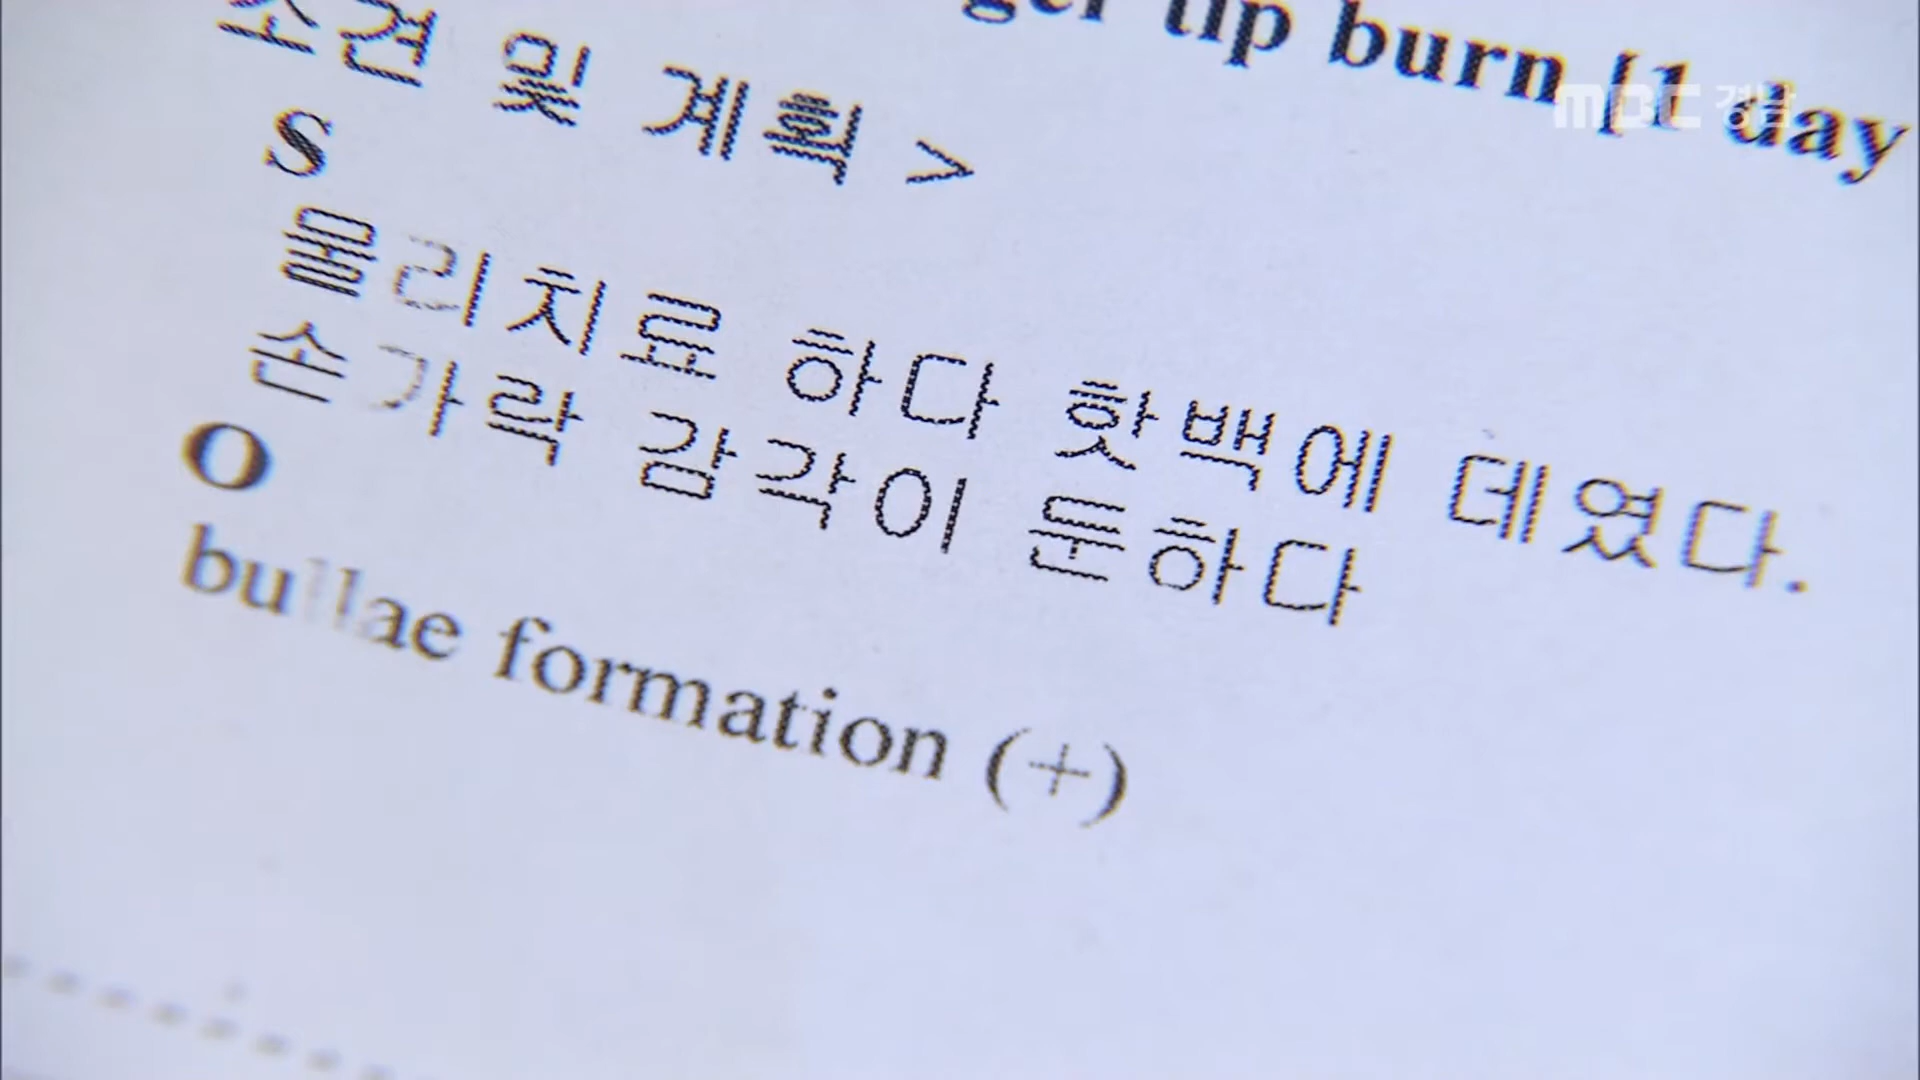 tip burn [1 day
MBC 경남
소견 및 계획 >
S
물리치료 하다 핫백에 데였다.
손가락 감각이 둔하다
O
bullae formation (+)